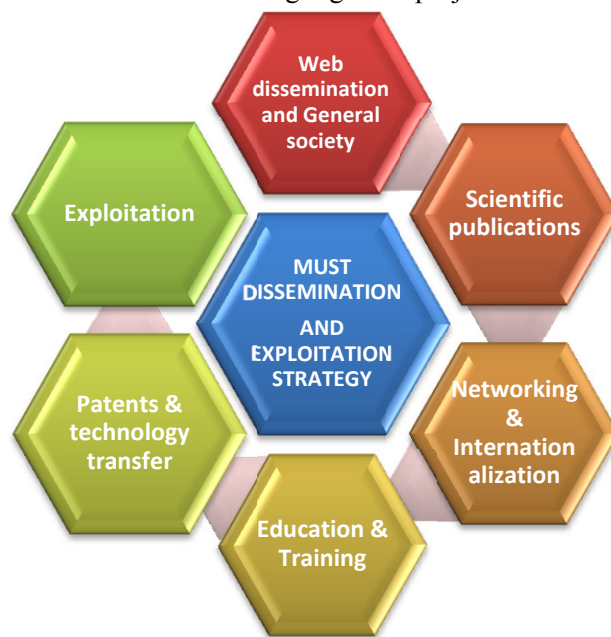 Web
dissemination
and General
society
Scientific
publications
Networking
&
Internation
alization
Education &
Training
Patents &
technology
transfer
Exploitation
MUST
DISSEMINATION
AND
EXPLOITATION
STRATEGY